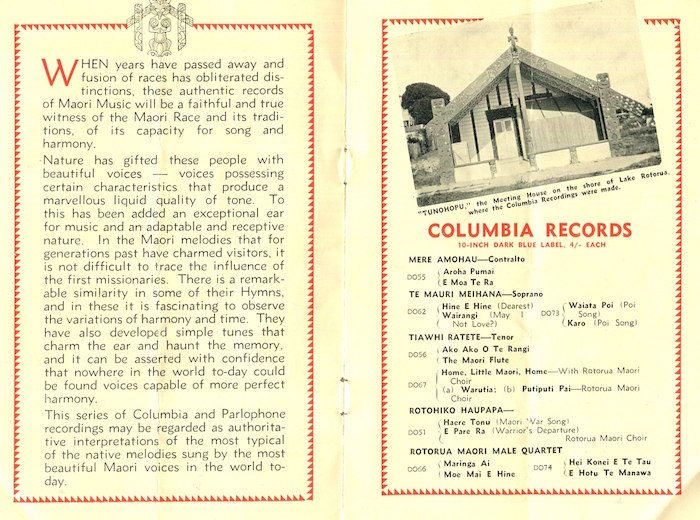 WHEN years have passed away and
fusion of races has obliterated dis-
tinctions, these authentic records
of Maori Music will be a faithful and true
witness of the Maori Race and its tradi-
tions, of its capacity for song and
harmony.
Nature has gifted these people with
beautiful voices — voices possessing
certain characteristics that produce a
marvellous liquid quality of tone. To
this has been added an exceptional ear
for music and an adaptable and receptive
nature. In the Maori melodies that for
generations past have charmed visitors, it
is not difficult to trace the influence of
the first missionaries. There is a remark-
able similarity in some of their Hymns,
and in these it is fascinating to observe
the variations of harmony and time. They
have also developed simple tunes that
charm the ear and haunt the memory,
and it can be asserted with confidence
that nowhere in the world to-day could
be found voices capable of more perfect
harmony.
This series of Columbia and Parlophone
recordings may be regarded as authorita-
tive interpretations of the most typical
of the native melodies sung by the most
beautiful Maori voices in the world to-
day.
"TUNOHOPU," the Meeting House on the shore of Lake Rotorua,
where the Columbia Recordings were made.
COLUMBIA RECORDS
10-INCH DARK BLUE LABEL, 4/- EACH
MERE AMOHAU—Contralto
DO55 Aroha Pumai
E Moa Te Ra
TE MAURI MEIHANA—Soprano
DO62 Hine E Hine (Dearest)
Wairangi (May I
Not Love?)
DO73 Waiata Poi (Poi
Song)
Karo (Poi Song)
TIAWHI RATETE—Tenor
DO56 Ako Ako O Te Rangi
The Maori Flute
DO67 Home, Little Maori, Home—With Rotorua Maori
Choir
(a) Warutia; (b) Putiputi Pai—Rotorua Maori
Choir
ROTOHIKO HAUPAPA—
DO51 Haere Tonu (Maori War Song)
E Pare Ra (Warrior's Departure)
Rotorua Maori Choir
ROTORUA MAORI MALE QUARTET
DO66 Maringa Ai
Moe Mai E Hine
DO74 Hei Konei E Te Tau
E Hotu Te Manawa